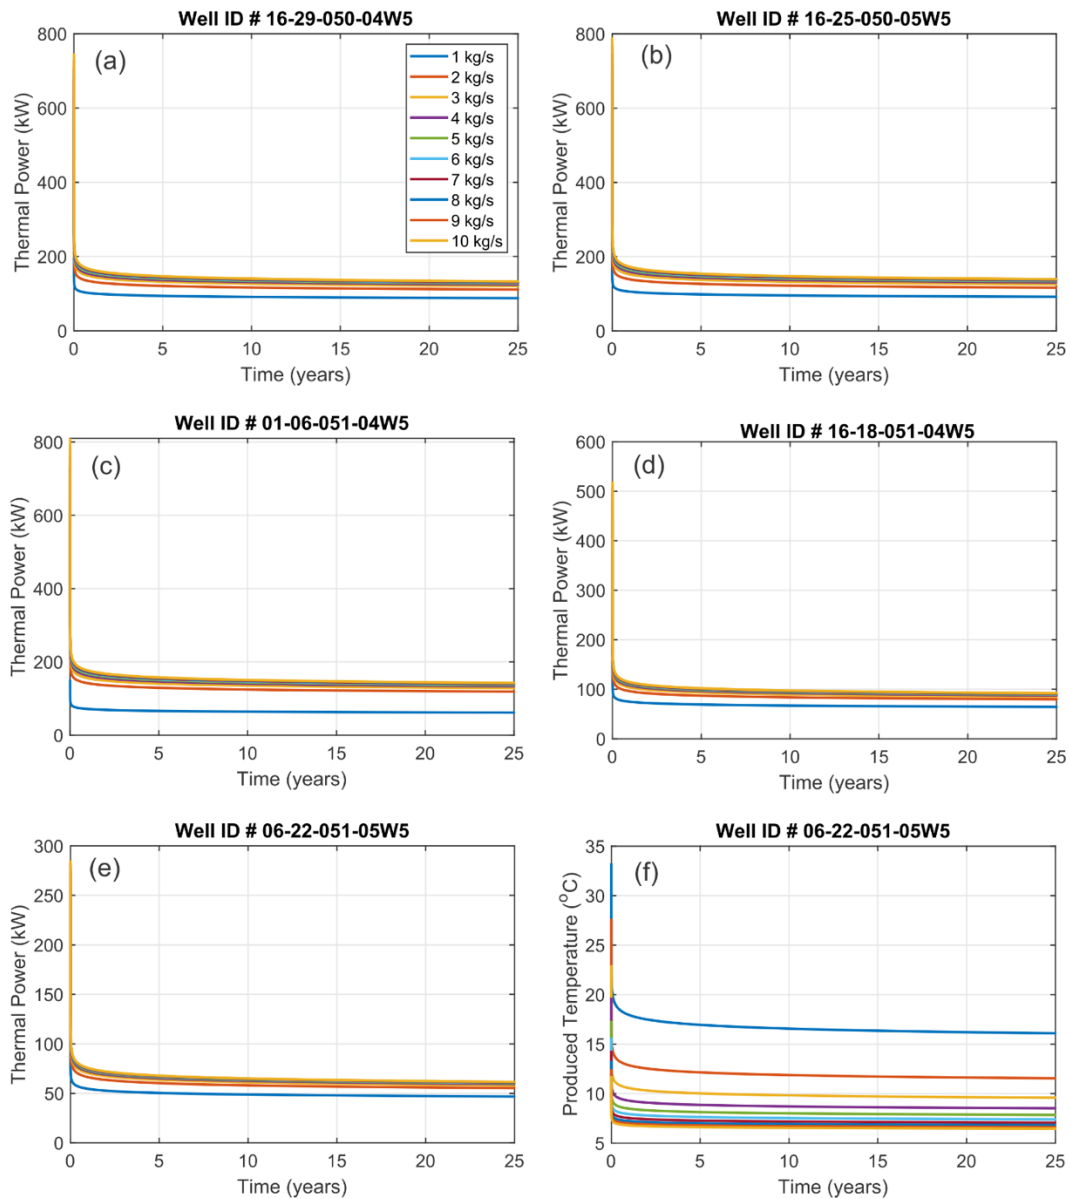 Well ID # 16-29-050-04W5
(a)
Thermal Power (kW)
800
600
400
200
0
0 5 10 15 20 25
Time (years)
1 kg/s
2 kg/s
3 kg/s
4 kg/s
5 kg/s
6 kg/s
7 kg/s
8 kg/s
9 kg/s
10 kg/s
Well ID # 16-25-050-05W5
(b)
Thermal Power (kW)
800
600
400
200
0
0 5 10 15 20 25
Time (years)
Well ID # 01-06-051-04W5
(c)
Thermal Power (kW)
800
600
400
200
0
0 5 10 15 20 25
Time (years)
Well ID # 16-18-051-04W5
(d)
Thermal Power (kW)
600
500
400
300
200
100
0
0 5 10 15 20 25
Time (years)
Well ID # 06-22-051-05W5
(e)
Thermal Power (kW)
300
250
200
150
100
50
0
0 5 10 15 20 25
Time (years)
Well ID # 06-22-051-05W5
(f)
Produced Temperature (°C)
35
30
25
20
15
10
5
0 5 10 15 20 25
Time (years)